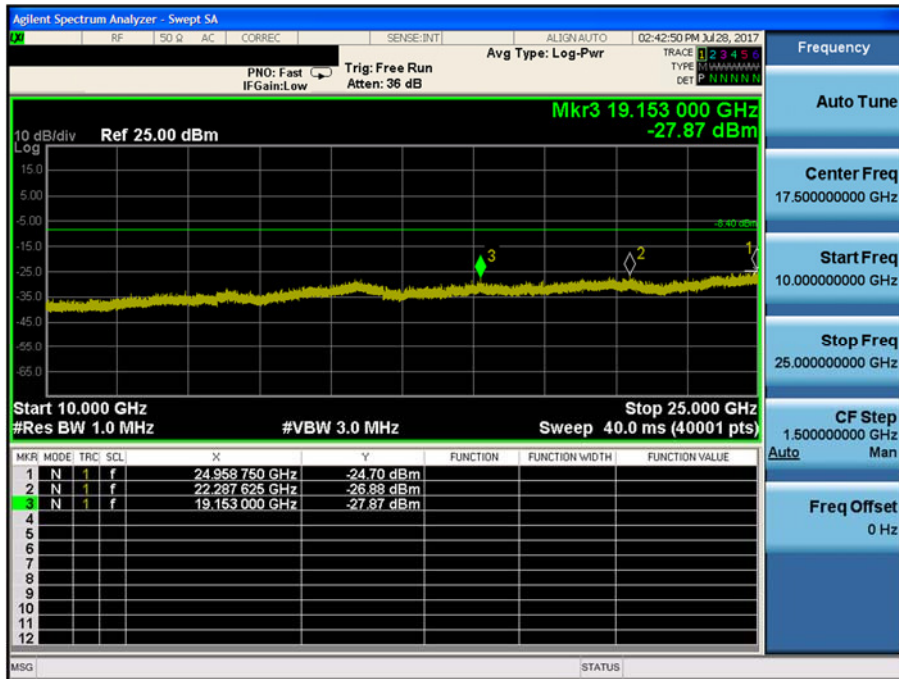 Agilent Spectrum Analyzer - Swept SA
LXI RF 50 Ω AC CORREC SENSE:INT ALIGN AUTO 02:42:50 PM Jul 28, 2017
Frequency
Avg Type: Log-Pwr
TRACE 1 2 3 4 5 6
PNO: Fast Trig: Free Run
TYPE M WWWWW
IFGain:Low Atten: 36 dB
DET P N N N N N
Auto Tune
Mkr3 19.153 000 GHz
-27.87 dBm
10 dB/div Ref 25.00 dBm
Log
15.0
5.00
-5.00
-8.40 dBm
-15.0
3
2
1
-25.0
-35.0
-45.0
-55.0
-65.0
Start 10.000 GHz Stop 25.000 GHz
#Res BW 1.0 MHz #VBW 3.0 MHz Sweep 40.0 ms (40001 pts)
Center Freq
17.500000000 GHz
Start Freq
10.000000000 GHz
Stop Freq
25.000000000 GHz
CF Step
1.500000000 GHz
Auto Man
Freq Offset
0 Hz
MKR MODE TRC SCL X Y FUNCTION FUNCTION WIDTH FUNCTION VALUE
1 N 1 f 24.958 750 GHz -24.70 dBm
2 N 1 f 22.287 625 GHz -26.88 dBm
3 N 1 f 19.153 000 GHz -27.87 dBm
4
5
6
7
8
9
10
11
12
MSG STATUS